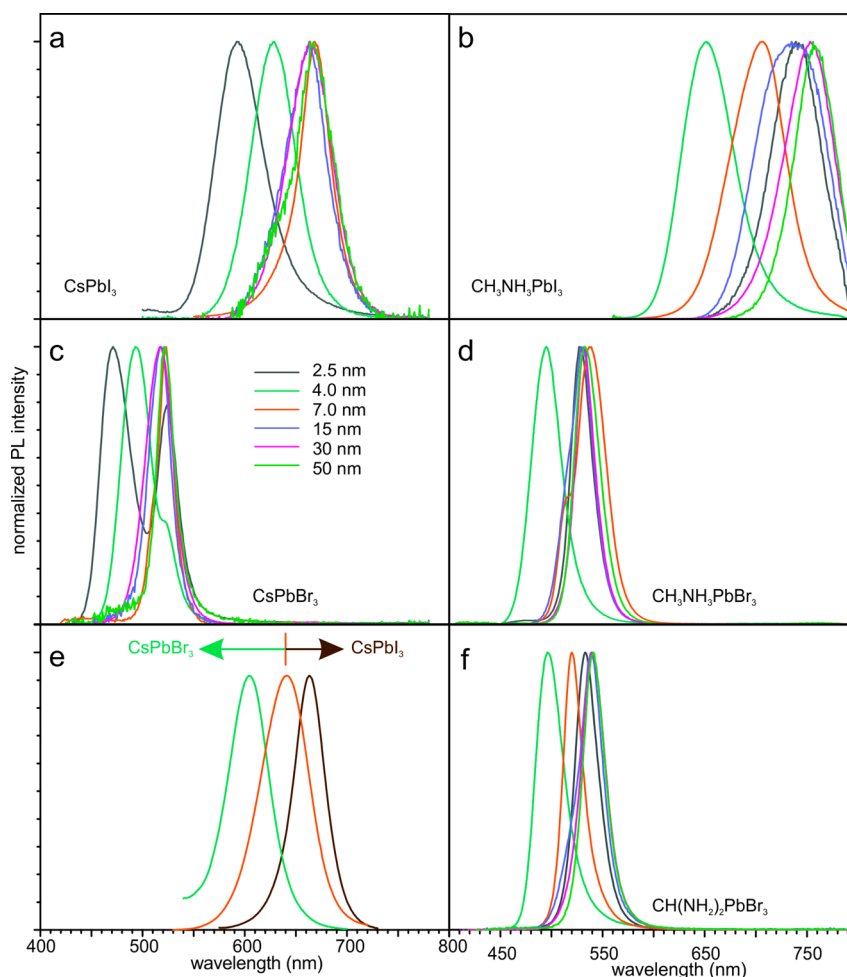 a
b
CsPbI₃
CH₃NH₃PbI₃
c
d
2.5 nm
4.0 nm
7.0 nm
15 nm
30 nm
50 nm
normalized PL intensity
CsPbBr₃
CH₃NH₃PbBr₃
CsPbBr₃
CsPbI₃
e
f
CH(NH₂)₂PbBr₃
400 500 600 700 800 450 550 650 750
wavelength (nm) wavelength (nm)